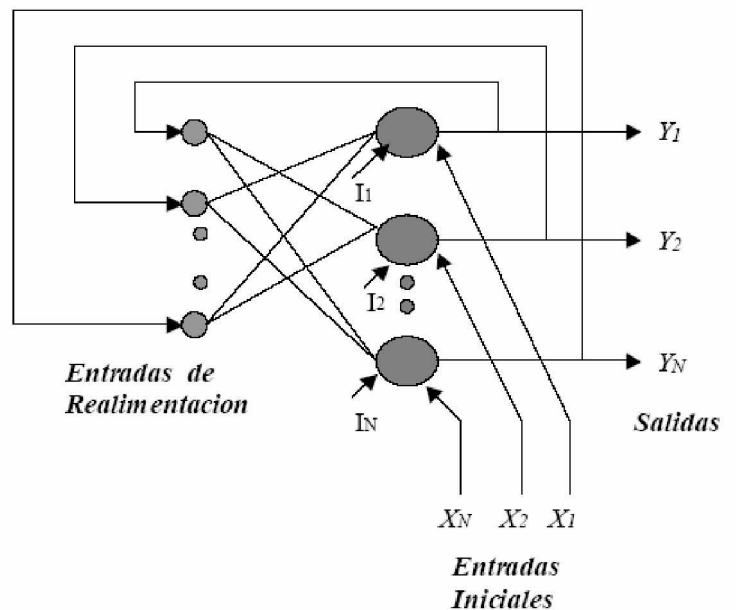 Y1
I1
Y2
I2
YN
Entradas de
Realimentacion
IN
Salidas
XN X2 X1
Entradas
Iniciales